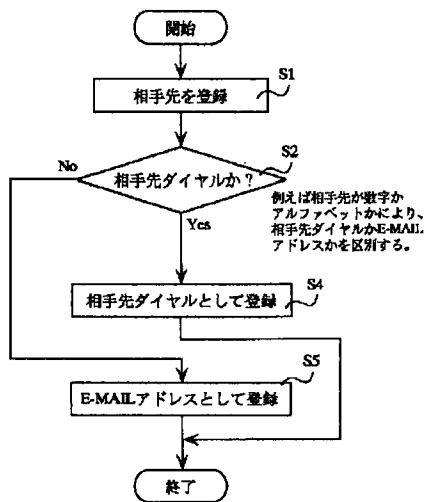 開始
S1
相手先を登録
S2
No
相手先ダイヤルか?
例えば相手先が数字か
アルファベットかにより、
相手先ダイヤルかE-MAIL
アドレスかを区別する。
Yes
S4
相手先ダイヤルとして登録
S5
E-MAILアドレスとして登録
終了